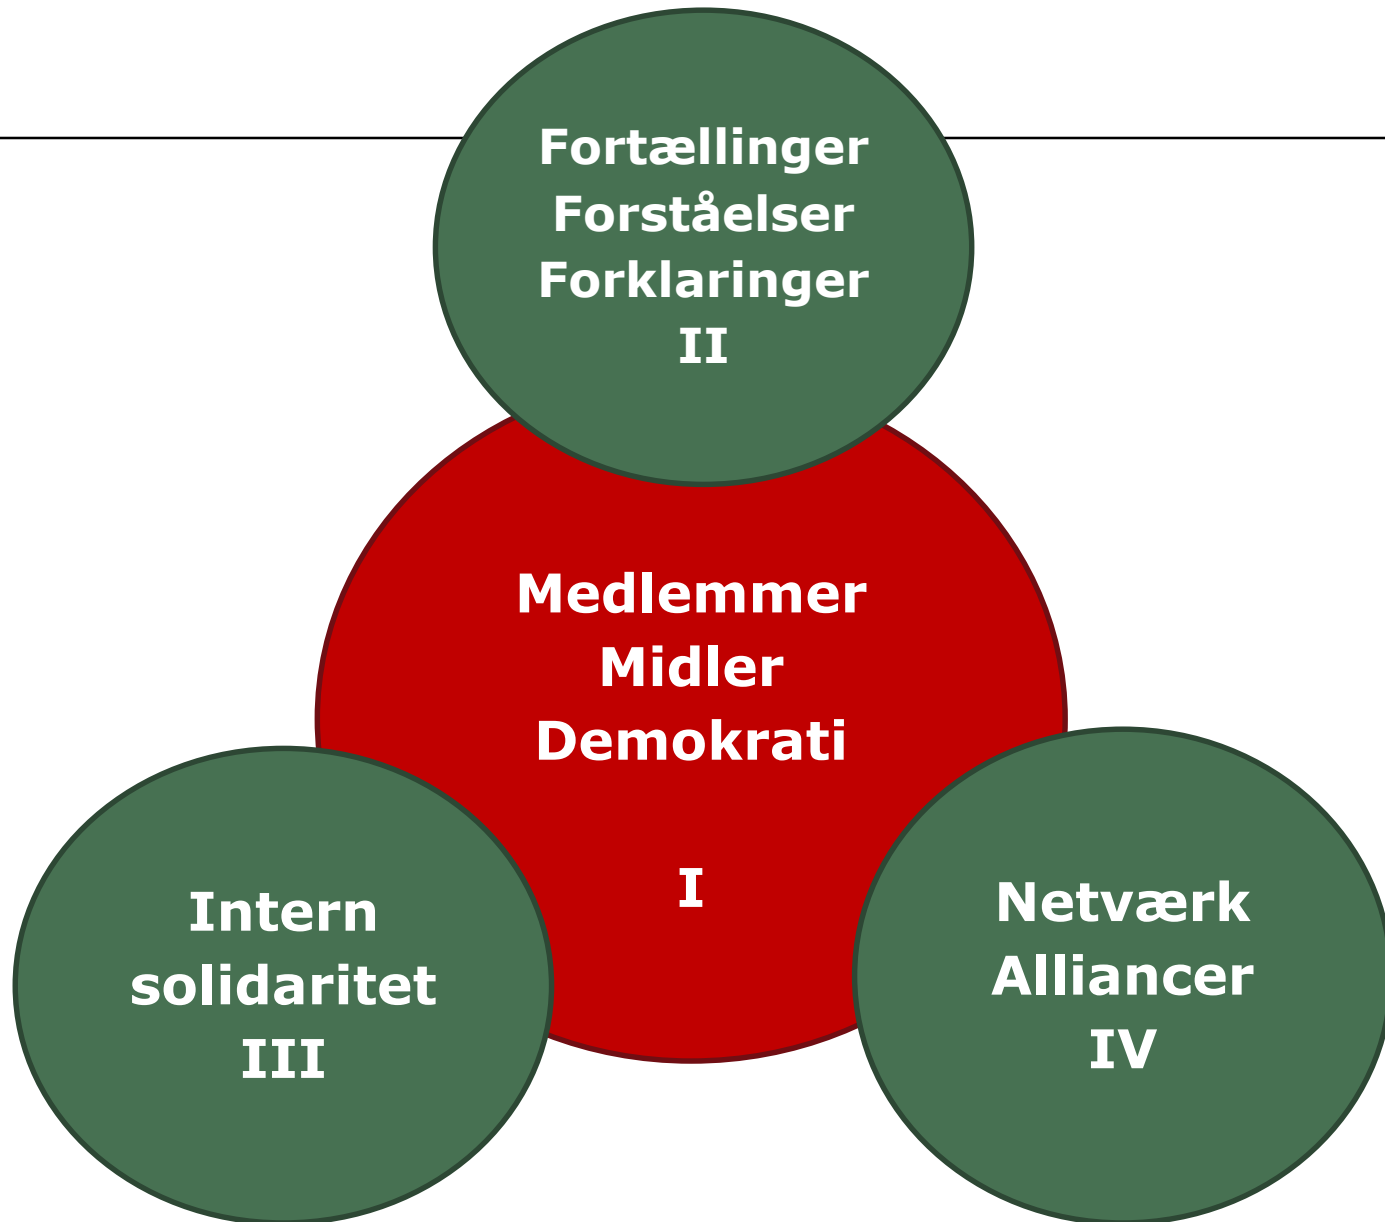 Fortællinger
Forståelser
Forklaringer
II
Medlemmer
Midler
Demokrati
I
Intern
solidaritet
III
Netværk
Alliancer
IV